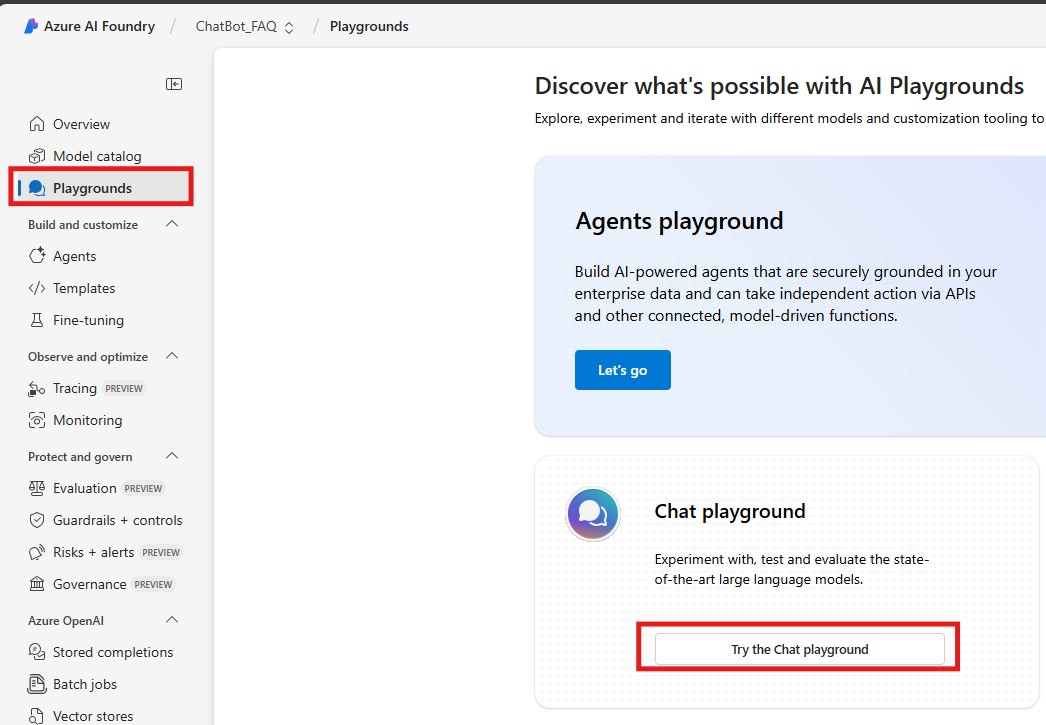 Azure AI Foundry / ChatBot_FAQ / Playgrounds
Overview
Model catalog
Playgrounds
Build and customize
Agents
Templates
Fine-tuning
Observe and optimize
Tracing PREVIEW
Monitoring
Protect and govern
Evaluation PREVIEW
Guardrails + controls
Risks + alerts PREVIEW
Governance PREVIEW
Azure OpenAI
Stored completions
Batch jobs
Vector stores
Discover what's possible with AI Playgrounds
Explore, experiment and iterate with different models and customization tooling to
Agents playground
Build AI-powered agents that are securely grounded in your
enterprise data and can take independent action via APIs
and other connected, model-driven functions.
Let's go
Chat playground
Experiment with, test and evaluate the state-
of-the-art large language models.
Try the Chat playground